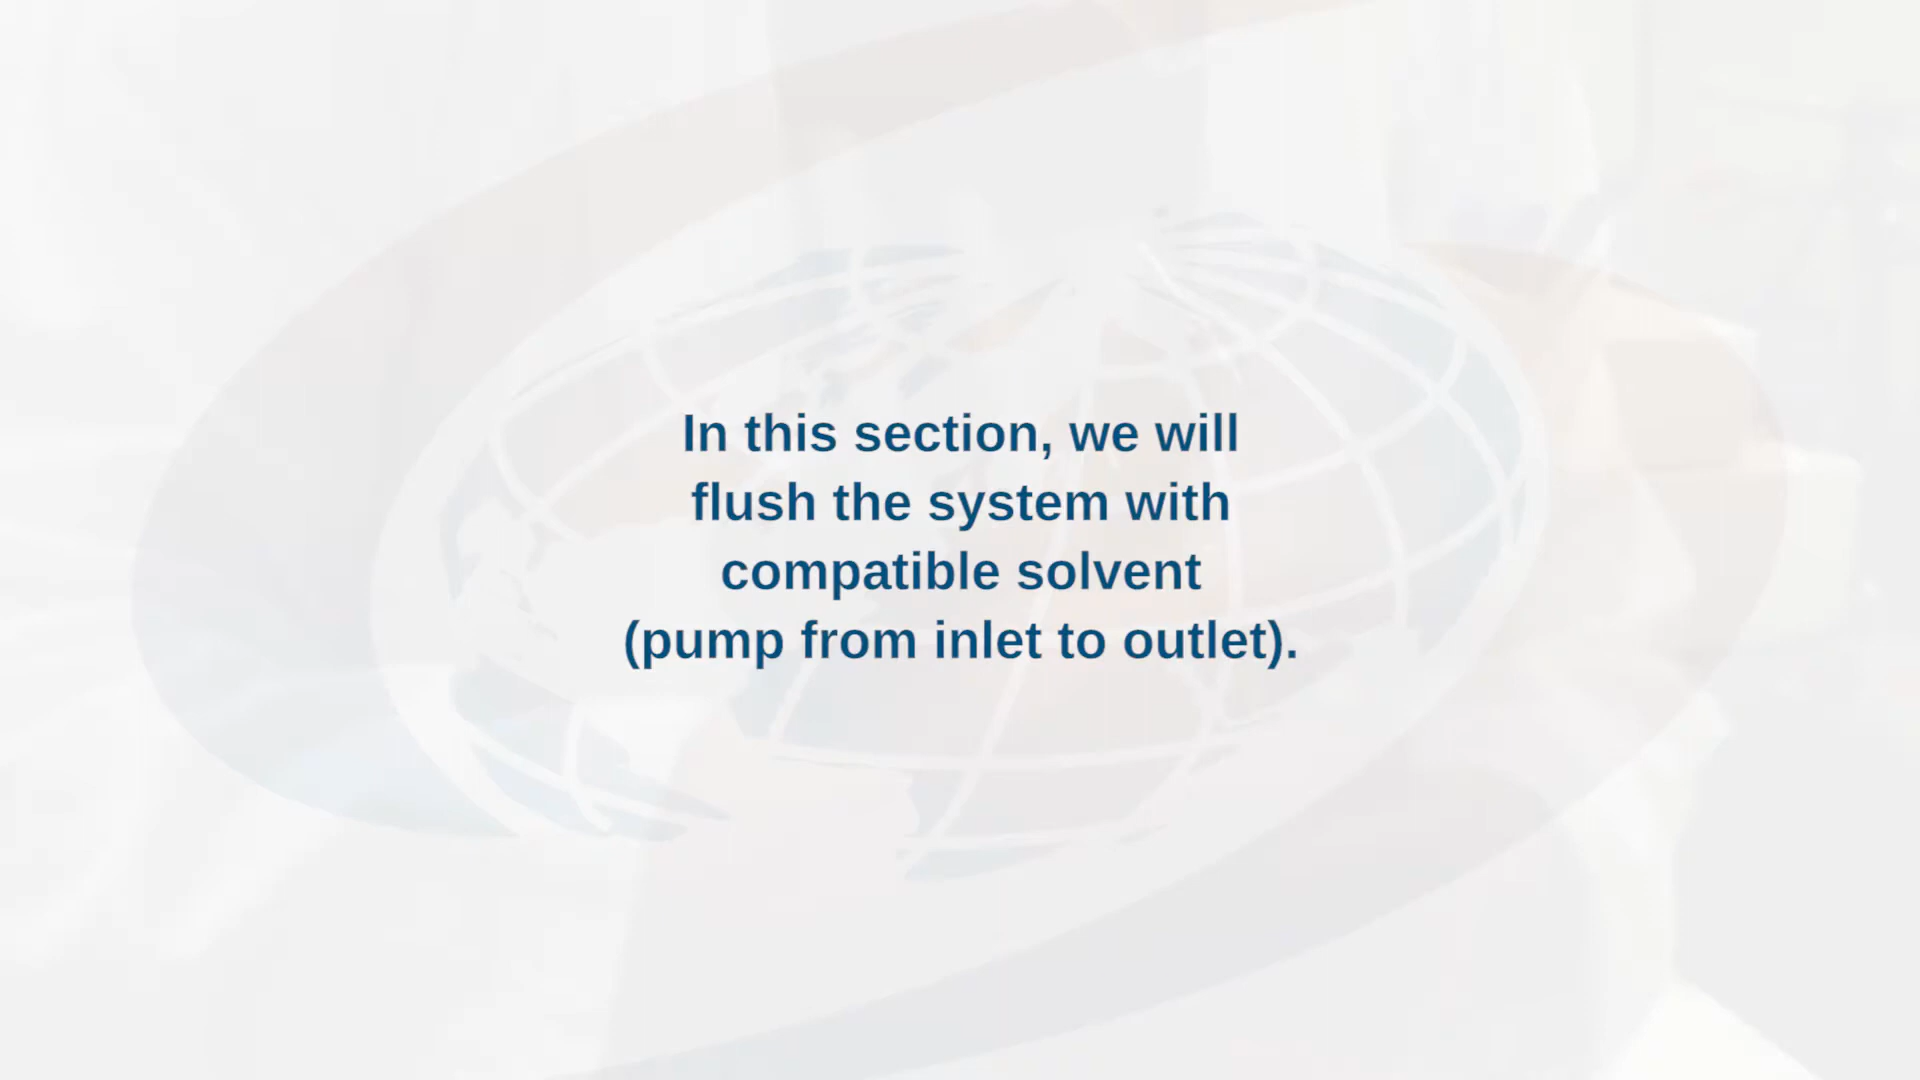 In this section, we will
flush the system with
compatible solvent
(pump from inlet to outlet).